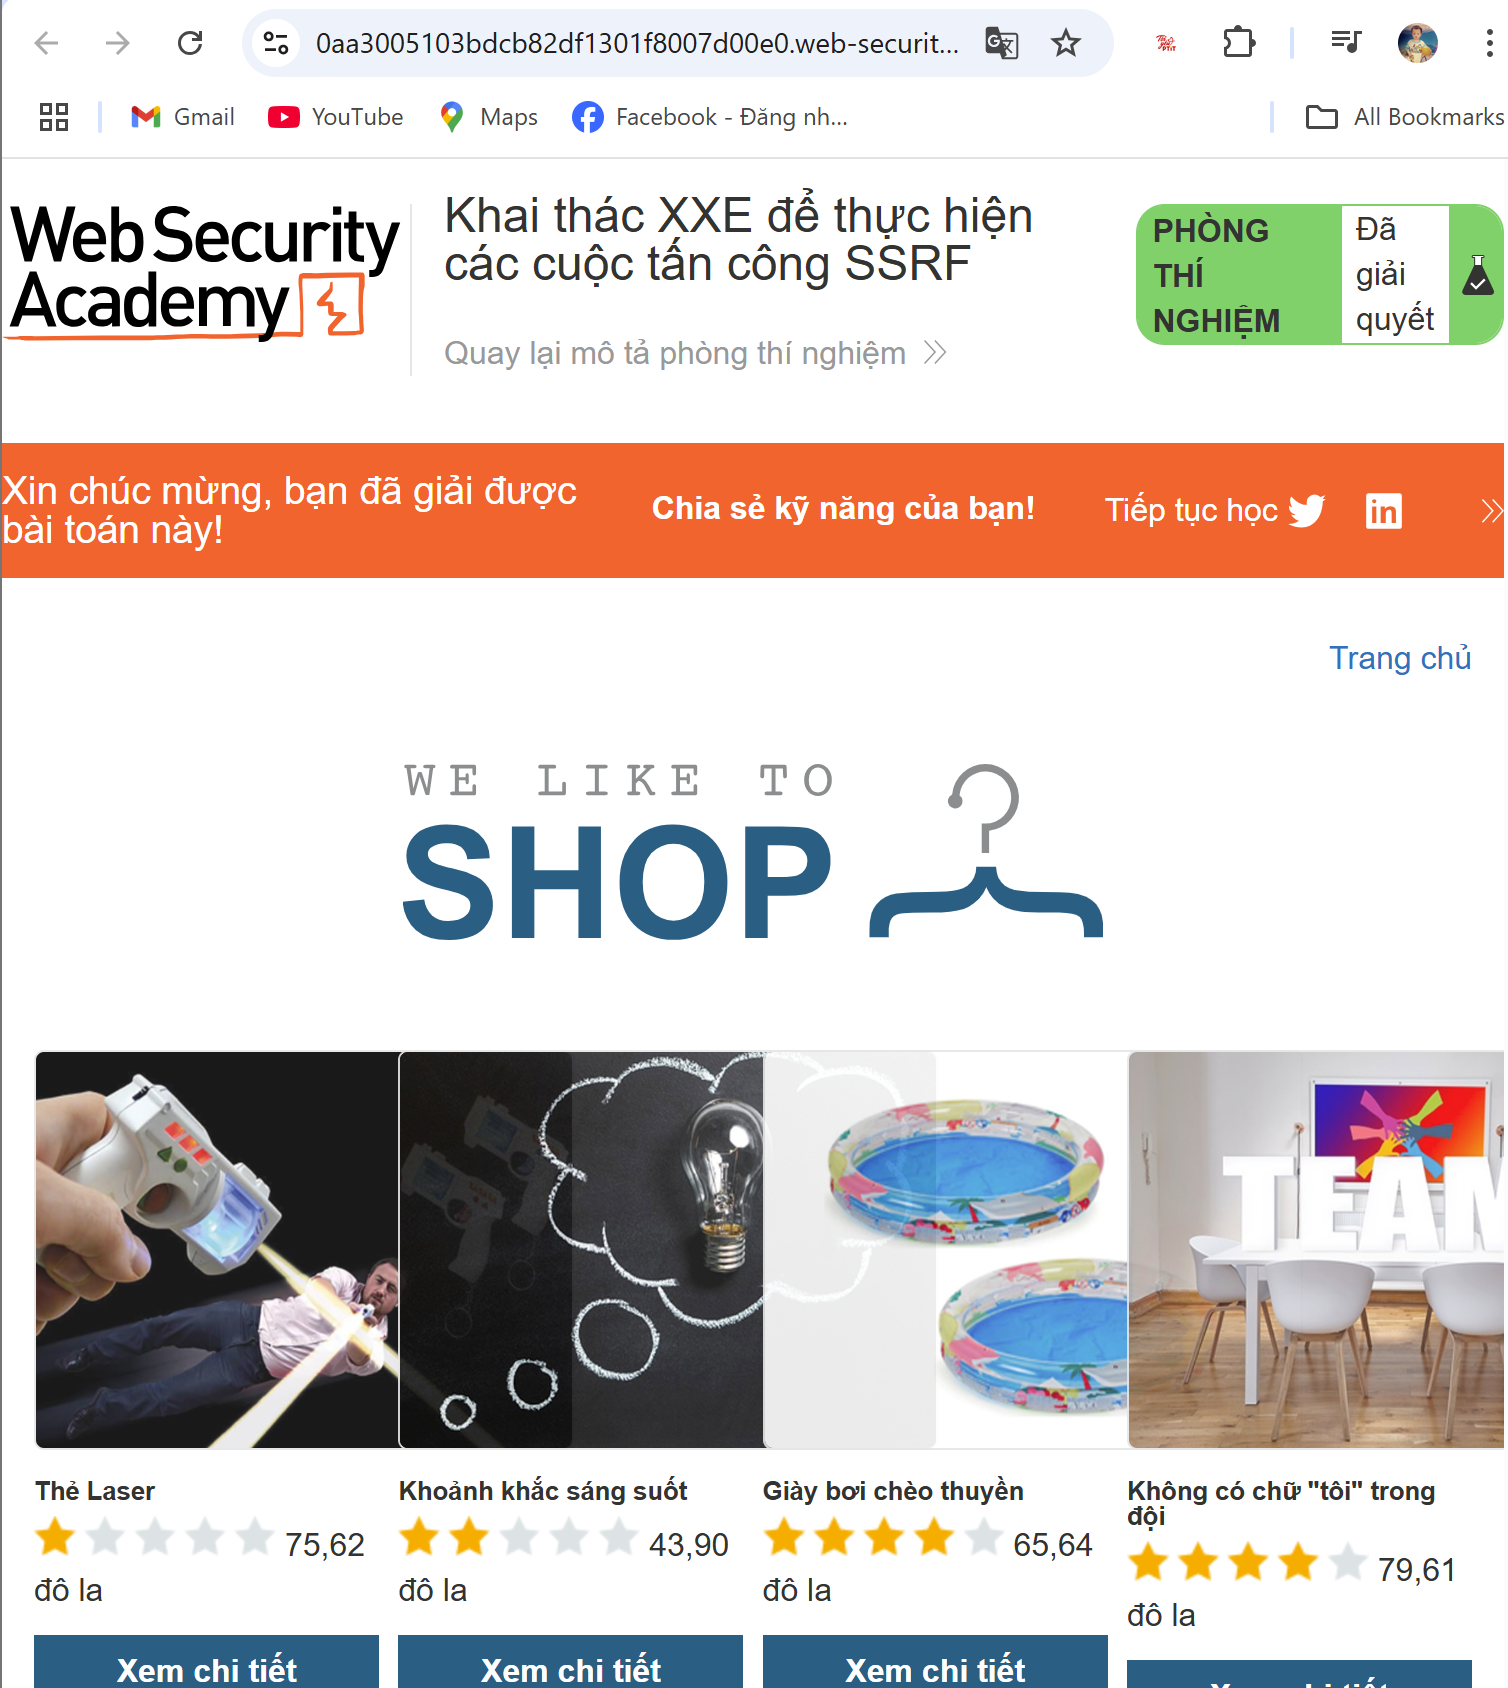 0aa3005103bdcb82df1301f8007d00e0.web-securit...
Gmail
YouTube
Maps
Facebook - Đăng nh...
All Bookmarks
Web Security
Academy
Khai thác XXE để thực hiện
các cuộc tấn công SSRF
Quay lại mô tả phòng thí nghiệm
PHÒNG
THÍ
NGHIỆM
Đã
giải
quyết
Xin chúc mừng, bạn đã giải được
bài toán này!
Chia sẻ kỹ năng của bạn!
Tiếp tục học
Trang chủ
WE LIKE TO
SHOP
TEAM
Thẻ Laser
75,62
đô la
Xem chi tiết
Khoảnh khắc sáng suốt
43,90
đô la
Xem chi tiết
Giày bơi chèo thuyền
65,64
đô la
Xem chi tiết
Không có chữ "tôi" trong
đội
79,61
đô la
Xem chi tiết